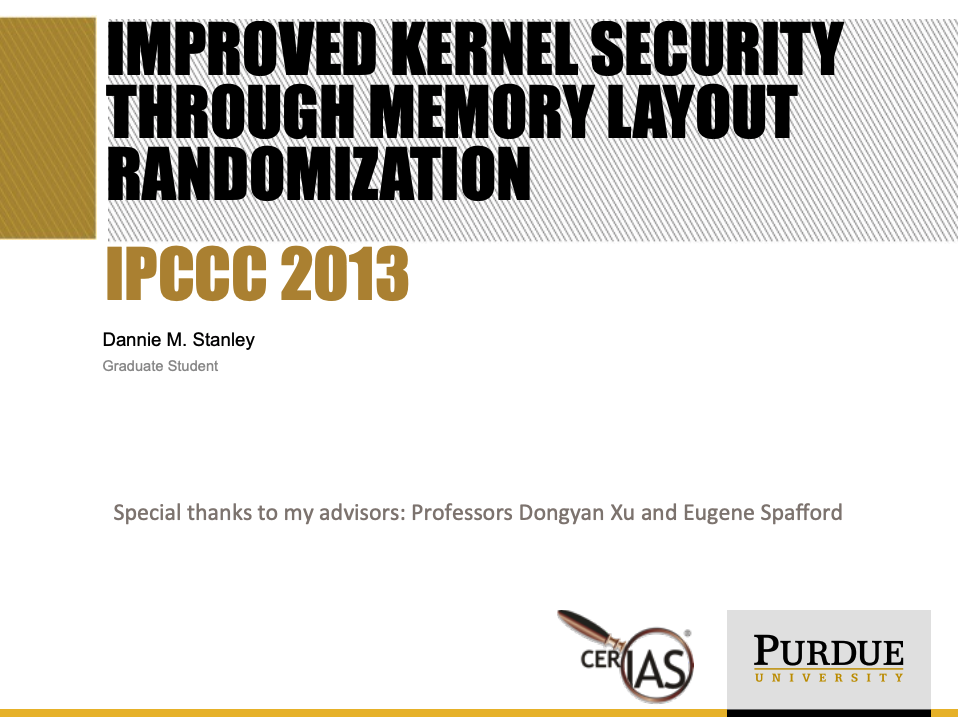 IMPROVED KERNEL SECURITY
THROUGH MEMORY LAYOUT
RANDOMIZATION
IPCCC 2013
Dannie M. Stanley
Graduate Student
Special thanks to my advisors: Professors Dongyan Xu and Eugene Spafford
CERIAS®
PURDUE
UNIVERSITY